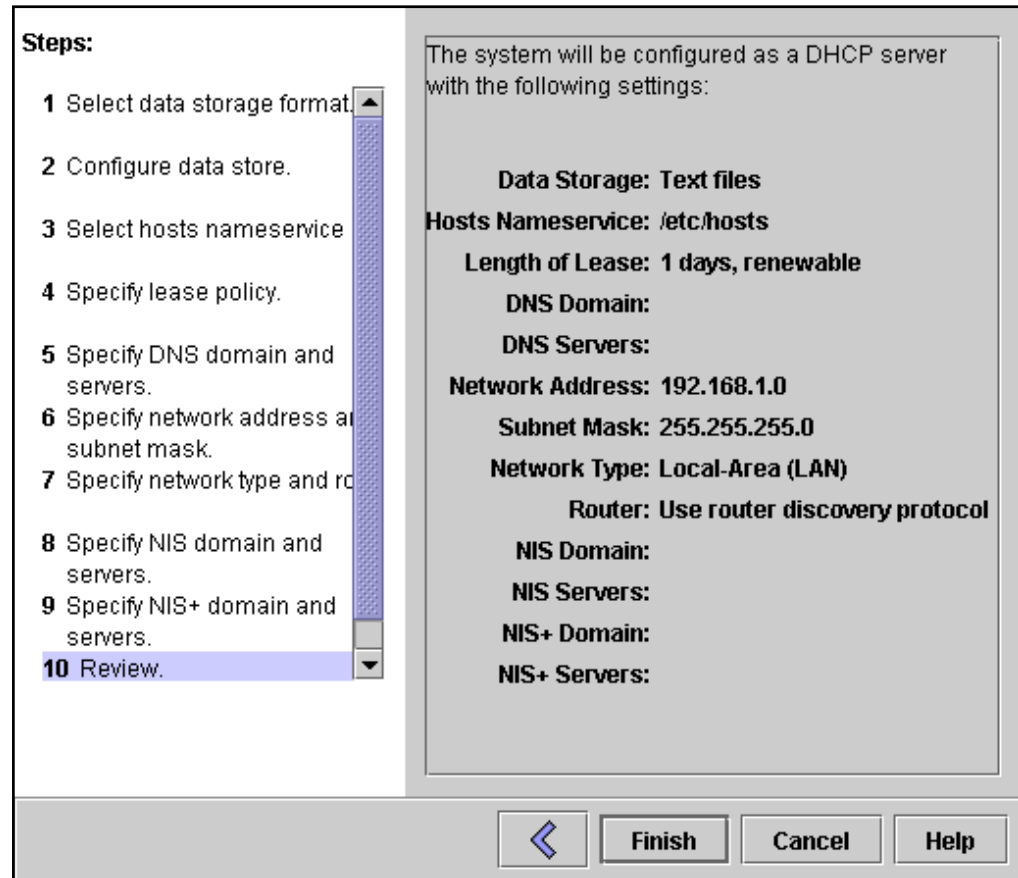 Steps:
1 Select data storage format.
2 Configure data store.
3 Select hosts nameservice
4 Specify lease policy.
5 Specify DNS domain and
servers.
6 Specify network address
subnet mask.
7 Specify network type and
8 Specify NIS domain and
servers.
9 Specify NIS+ domain and
servers.
10 Review.
The system will be configured as a DHCP server
with the following settings:
Data Storage: Text files
Hosts Nameservice: /etc/hosts
Length of Lease: 1 days, renewable
DNS Domain:
DNS Servers:
Network Address: 192.168.1.0
Subnet Mask: 255.255.255.0
Network Type: Local-Area (LAN)
Router: Use router discovery protocol
NIS Domain:
NIS Servers:
NIS+ Domain:
NIS+ Servers:
Finish Cancel Help